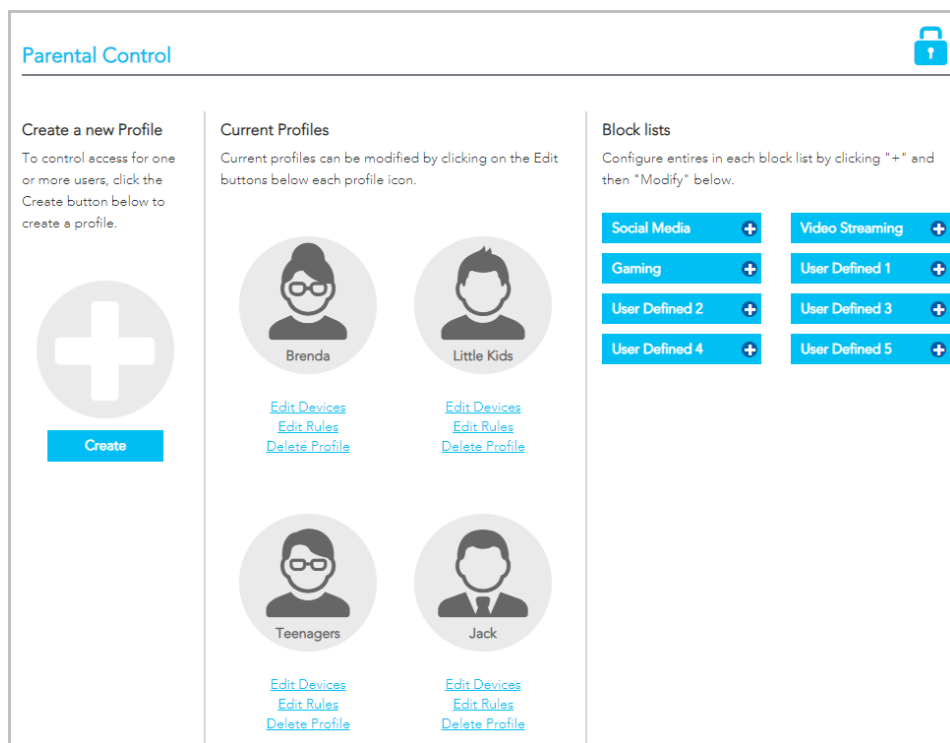 Parental Control
Create a new Profile
To control access for one
or more users, click the
Create button below to
create a profile.
Create
Current Profiles
Current profiles can be modified by clicking on the Edit
buttons below each profile icon.
Brenda
Edit Devices
Edit Rules
Delete Profile
Little Kids
Edit Devices
Edit Rules
Delete Profile
Teenagers
Edit Devices
Edit Rules
Delete Profile
Jack
Edit Devices
Edit Rules
Delete Profile
Block lists
Configure entires in each block list by clicking "+" and
then "Modify" below.
Social Media
Video Streaming
Gaming
User Defined 1
User Defined 2
User Defined 3
User Defined 4
User Defined 5